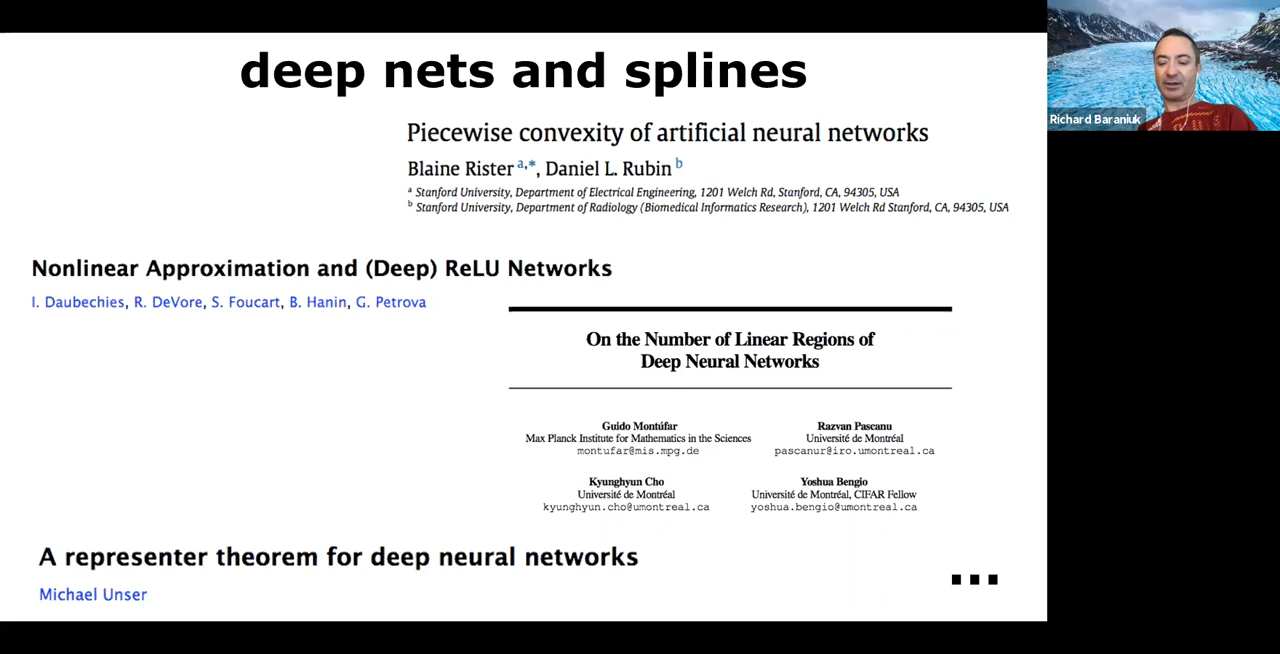 deep nets and splines
Richard Baraniuk
Piecewise convexity of artificial neural networks
Blaine Rister a,*, Daniel L. Rubin b
a Stanford University, Department of Electrical Engineering, 1201 Welch Rd, Stanford, CA, 94305, USA
b Stanford University, Department of Radiology (Biomedical Informatics Research), 1201 Welch Rd Stanford, CA, 94305, USA
Nonlinear Approximation and (Deep) ReLU Networks
I. Daubechies, R. DeVore, S. Foucart, B. Hanin, G. Petrova
On the Number of Linear Regions of
Deep Neural Networks
Guido Montúfar
Max Planck Institute for Mathematics in the Sciences
montufar@mis.mpg.de
Razvan Pascanu
Université de Montréal
pascanur@iro.umontreal.ca
Kyunghyun Cho
Université de Montréal
kyunghyun.cho@umontreal.ca
Yoshua Bengio
Université de Montréal, CIFAR Fellow
yoshua.bengio@umontreal.ca
A representer theorem for deep neural networks
Michael Unser
...